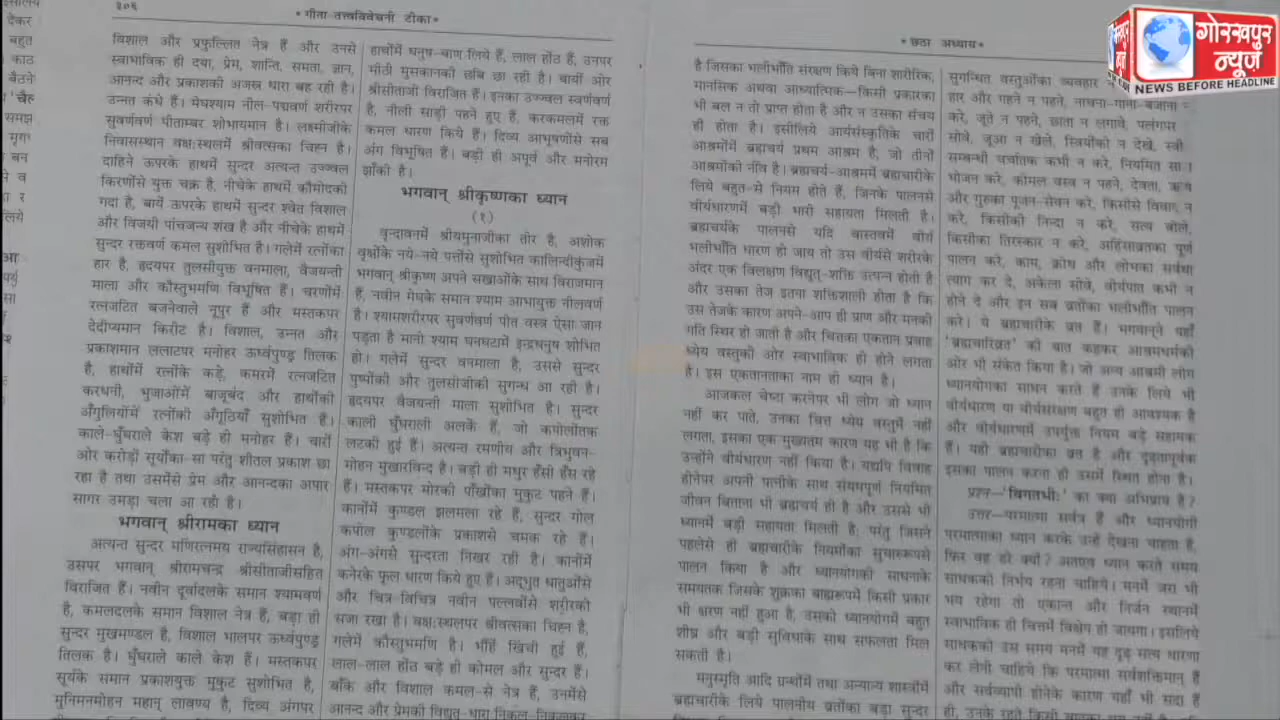 ३०६
* गीता-तत्त्वविवेचनी टीका *
विशाल और प्रफुल्लित नेत्र हैं और उनसे
स्वाभाविक ही दया, प्रेम, शान्ति, समता, ज्ञान,
आनन्द और प्रकाशकी अजस्र धारा बह रही है।
उन्नत कंधे हैं। मेघश्याम नील-पद्मवर्ण शरीरपर
सुवर्णवर्ण पीताम्बर शोभायमान है। लक्ष्मीजीके
निवासस्थान वक्षःस्थलमें श्रीवत्सका चिह्न है।
दाहिने ऊपरके हाथमें सुन्दर अत्यन्त उज्ज्वल
किरणोंसे युक्त चक्र है, नीचेके हाथमें कौमोदकी
गदा है, बायें ऊपरके हाथमें सुन्दर श्वेत विशाल
और विजयी पांचजन्य शंख है और नीचेके हाथमें
सुन्दर रक्तवर्ण कमल सुशोभित है। गलेमें रत्नोंका
हार है, हृदयपर तुलसीयुक्त वनमाला, वैजयन्ती
माला और कौस्तुभमणि विभूषित हैं। चरणोंमें
रत्नजटित बजनेवाले नूपुर हैं और मस्तकपर
देदीप्यमान किरीट है। विशाल, उन्नत और
प्रकाशमान ललाटपर मनोहर ऊर्ध्वपुण्ड्र तिलक
है, हाथोंमें रत्नोंके कड़े, कमरमें रत्नजटित
करधनी, भुजाओंमें बाजूबंद और हाथोंकी
अँगुलियोंमें रत्नोंकी अँगूठियाँ सुशोभित हैं।
काले-घुँघराले केश बड़े ही मनोहर हैं। चारों
ओर करोड़ों सूर्योंका-सा परंतु शीतल प्रकाश छा
रहा है तथा उसमेंसे प्रेम और आनन्दका अपार
सागर उमड़ा चला आ रही है।
भगवान् श्रीरामका ध्यान
अत्यन्त सुन्दर मणिरत्नमय राज्यसिंहासन है,
उसपर भगवान् श्रीरामचन्द्र श्रीसीताजीसहित
विराजित हैं। नवीन दूर्वादलके समान श्यामवर्ण
है, कमलदलके समान विशाल नेत्र हैं, बड़ा ही
सुन्दर मुखमण्डल है, विशाल भालपर ऊर्ध्वपुण्ड्र
तिलक है। घुँघराले काले केश हैं। मस्तकपर
सूर्यके समान प्रकाशयुक्त मुकुट सुशोभित है,
मुनिमनमोहन महान् लावण्य है, दिव्य अंगपर
हाथोंमें धनुष-बाण लिये हैं, लाल होंठ हैं, उनपर
मीठी मुसकानकी छबि छा रही है। बायीं ओर
श्रीसीताजी विराजित हैं। इनका उज्ज्वल स्वर्णवर्ण
है, नीली साड़ी पहने हुए हैं, करकमलमें रक्त
कमल धारण किये हैं। दिव्य आभूषणोंसे सब
अंग विभूषित हैं। बड़ी ही अपूर्व और मनोरम
झाँकी है।
भगवान् श्रीकृष्णका ध्यान
(१)
वृन्दावनमें श्रीयमुनाजीका तीर है, अशोक
वृक्षोंके नये-नये पत्तोंसे सुशोभित कालिन्दीकुंजमें
भगवान् श्रीकृष्ण अपने सखाओंके साथ विराजमान
हैं, नवीन मेघके समान श्याम आभायुक्त नीलवर्ण
है। श्यामशरीरपर सुवर्णवर्ण पीत वस्त्र ऐसा जान
पड़ता है मानो श्याम घनघटामें इन्द्रधनुष शोभित
हो। गलेमें सुन्दर वनमाला है, उससे सुन्दर
पुष्पोंकी और तुलसीजीकी सुगन्ध आ रही है।
हृदयपर वैजयन्ती माला सुशोभित है। सुन्दर
काली घुँघराली अलकें हैं, जो कपोलोंतक
लटकी हुई हैं। अत्यन्त रमणीय और त्रिभुवन-
मोहन मुखारविन्द है। बड़ी ही मधुर हँसी हँस रहे
हैं। मस्तकपर मोरकी पाँखोंका मुकुट पहने हैं।
कानोंमें कुण्डल झलमला रहे हैं, सुन्दर गोल
कपोल कुण्डलोंके प्रकाशसे चमक रहे हैं।
अंग-अंगसे सुन्दरता निखर रही है। कानोंमें
कनेरके फूल धारण किये हुए हैं। अद्भुत धातुओंसे
और चित्र-विचित्र नवीन पल्लवोंसे शरीरको
सजा रखा है। वक्षःस्थलपर श्रीवत्सका चिह्न है,
गलेमें कौस्तुभमणि है। भौंहें खिंची हुई हैं,
लाल-लाल होंठ बड़े ही कोमल और सुन्दर हैं।
बाँके और विशाल कमल-से नेत्र हैं, उनमेंसे
आनन्द और प्रेमकी विद्युत्-धारा निकल-निकलकर
* छठा अध्याय *
है जिसका भलीभाँति संरक्षण किये बिना शारीरिक,
मानसिक अथवा आध्यात्मिक—किसी प्रकारका
भी बल न तो प्राप्त होता है और न उसका संचय
ही होता है। इसीलिये आर्यसंस्कृतिके चारों
आश्रमोंमें ब्रह्मचर्य प्रथम आश्रम है, जो तीनों
आश्रमोंकी नींव है। ब्रह्मचर्य-आश्रममें ब्रह्मचारीके
लिये बहुत-से नियम होते हैं, जिनके पालनसे
वीर्यधारणमें बड़ी भारी सहायता मिलती है।
ब्रह्मचर्यके पालनसे यदि वास्तवमें वीर्य
भलीभाँति धारण हो जाय तो उस वीर्यसे शरीरके
अंदर एक विलक्षण विद्युत्-शक्ति उत्पन्न होती है
और उसका तेज इतना शक्तिशाली होता है कि
उस तेजके कारण अपने-आप ही प्राण और मनकी
गति स्थिर हो जाती है और चित्तका एकतान प्रवाह
ध्येय वस्तुकी ओर स्वाभाविक ही होने लगता
है। इस एकतानताका नाम ही ध्यान है।
आजकल चेष्टा करनेपर भी लोग जो ध्यान
नहीं कर पाते, उनका चित्त ध्येय वस्तुमें नहीं
लगता, इसका एक मुख्यतम कारण यह भी है कि
उन्होंने वीर्यधारण नहीं किया है। यद्यपि विवाह
होनेपर अपनी पत्नीके साथ संयमपूर्ण नियमित
जीवन बिताना भी ब्रह्मचर्य ही है और उससे भी
ध्यानमें बड़ी सहायता मिलती है; परंतु जिसने
पहलेसे ही ब्रह्मचारीके नियमोंका सुचारुरूपसे
पालन किया है और ध्यानयोगकी साधनाके
समयतक जिसके शुक्रका बाह्यरूपमें किसी प्रकार
भी क्षरण नहीं हुआ है, उसको ध्यानयोगमें बहुत
शीघ्र और बड़ी सुविधाके साथ सफलता मिल
सकती है।
मनुस्मृति आदि ग्रन्थोंमें तथा अन्यान्य शास्त्रोंमें
ब्रह्मचारीके लिये पालनीय व्रतोंका बड़ा सुन्दर
सुगन्धित वस्तुओंका व्यवहार न
हार और गहने न पहने, नाचना-गाना-बजाना न
करे, जूते न पहने, छाता न लगावे, पलंगपर
सोवे, जूआ न खेले, स्त्रियोंको न देखे, स्त्री-
सम्बन्धी चर्चातक कभी न करे, नियमित सा
भोजन करे, कोमल वस्त्र न पहने, देवता, ऋषि
और गुरुका पूजन-सेवन करे, किसीसे विवाद न
करे, किसीकी निन्दा न करे, सत्य बोले,
किसीका तिरस्कार न करे, अहिंसाव्रतका पूर्ण
पालन करे, काम, क्रोध और लोभका सर्वथा
त्याग कर दे, अकेला सोवे, वीर्यपात कभी न
होने दे और इन सब व्रतोंका भलीभाँति पालन
करे। ये ब्रह्मचारीके व्रत हैं। भगवान्‌ने यहाँ
'ब्रह्मचारिव्रत' की बात कहकर आश्रमधर्मकी
ओर भी संकेत किया है। जो अन्य आश्रमी लोग
ध्यानयोगका साधन करते हैं उनके लिये भी
वीर्यधारण या वीर्यसंरक्षण बहुत ही आवश्यक है
और वीर्यधारणमें उपर्युक्त नियम बड़े सहायक
हैं। यही ब्रह्मचारीका व्रत है और दृढ़तापूर्वक
इसका पालन करना ही उसमें स्थित होना है।
प्रश्न—'विगतभीः' का क्या अभिप्राय है?
उत्तर—परमात्मा सर्वत्र हैं और ध्यानयोगी
परमात्माका ध्यान करके उन्हें देखना चाहता है,
फिर वह डरे क्यों? अतएव ध्यान करते समय
साधकको निर्भय रहना चाहिये। मनमें जरा भी
भय रहेगा तो एकान्त और निर्जन स्थानमें
स्वाभाविक ही चित्तमें विक्षेप हो जायगा। इसलिये
साधकको उस समय मनमें यह दृढ़ सत्य धारणा
कर लेनी चाहिये कि परमात्मा सर्वशक्तिमान् हैं
और सर्वव्यापी होनेके कारण यहाँ भी सदा हैं
ही, उनके रहते किसी
गोरखपुर
न्यूज़
NEWS BEFORE HEADLINE